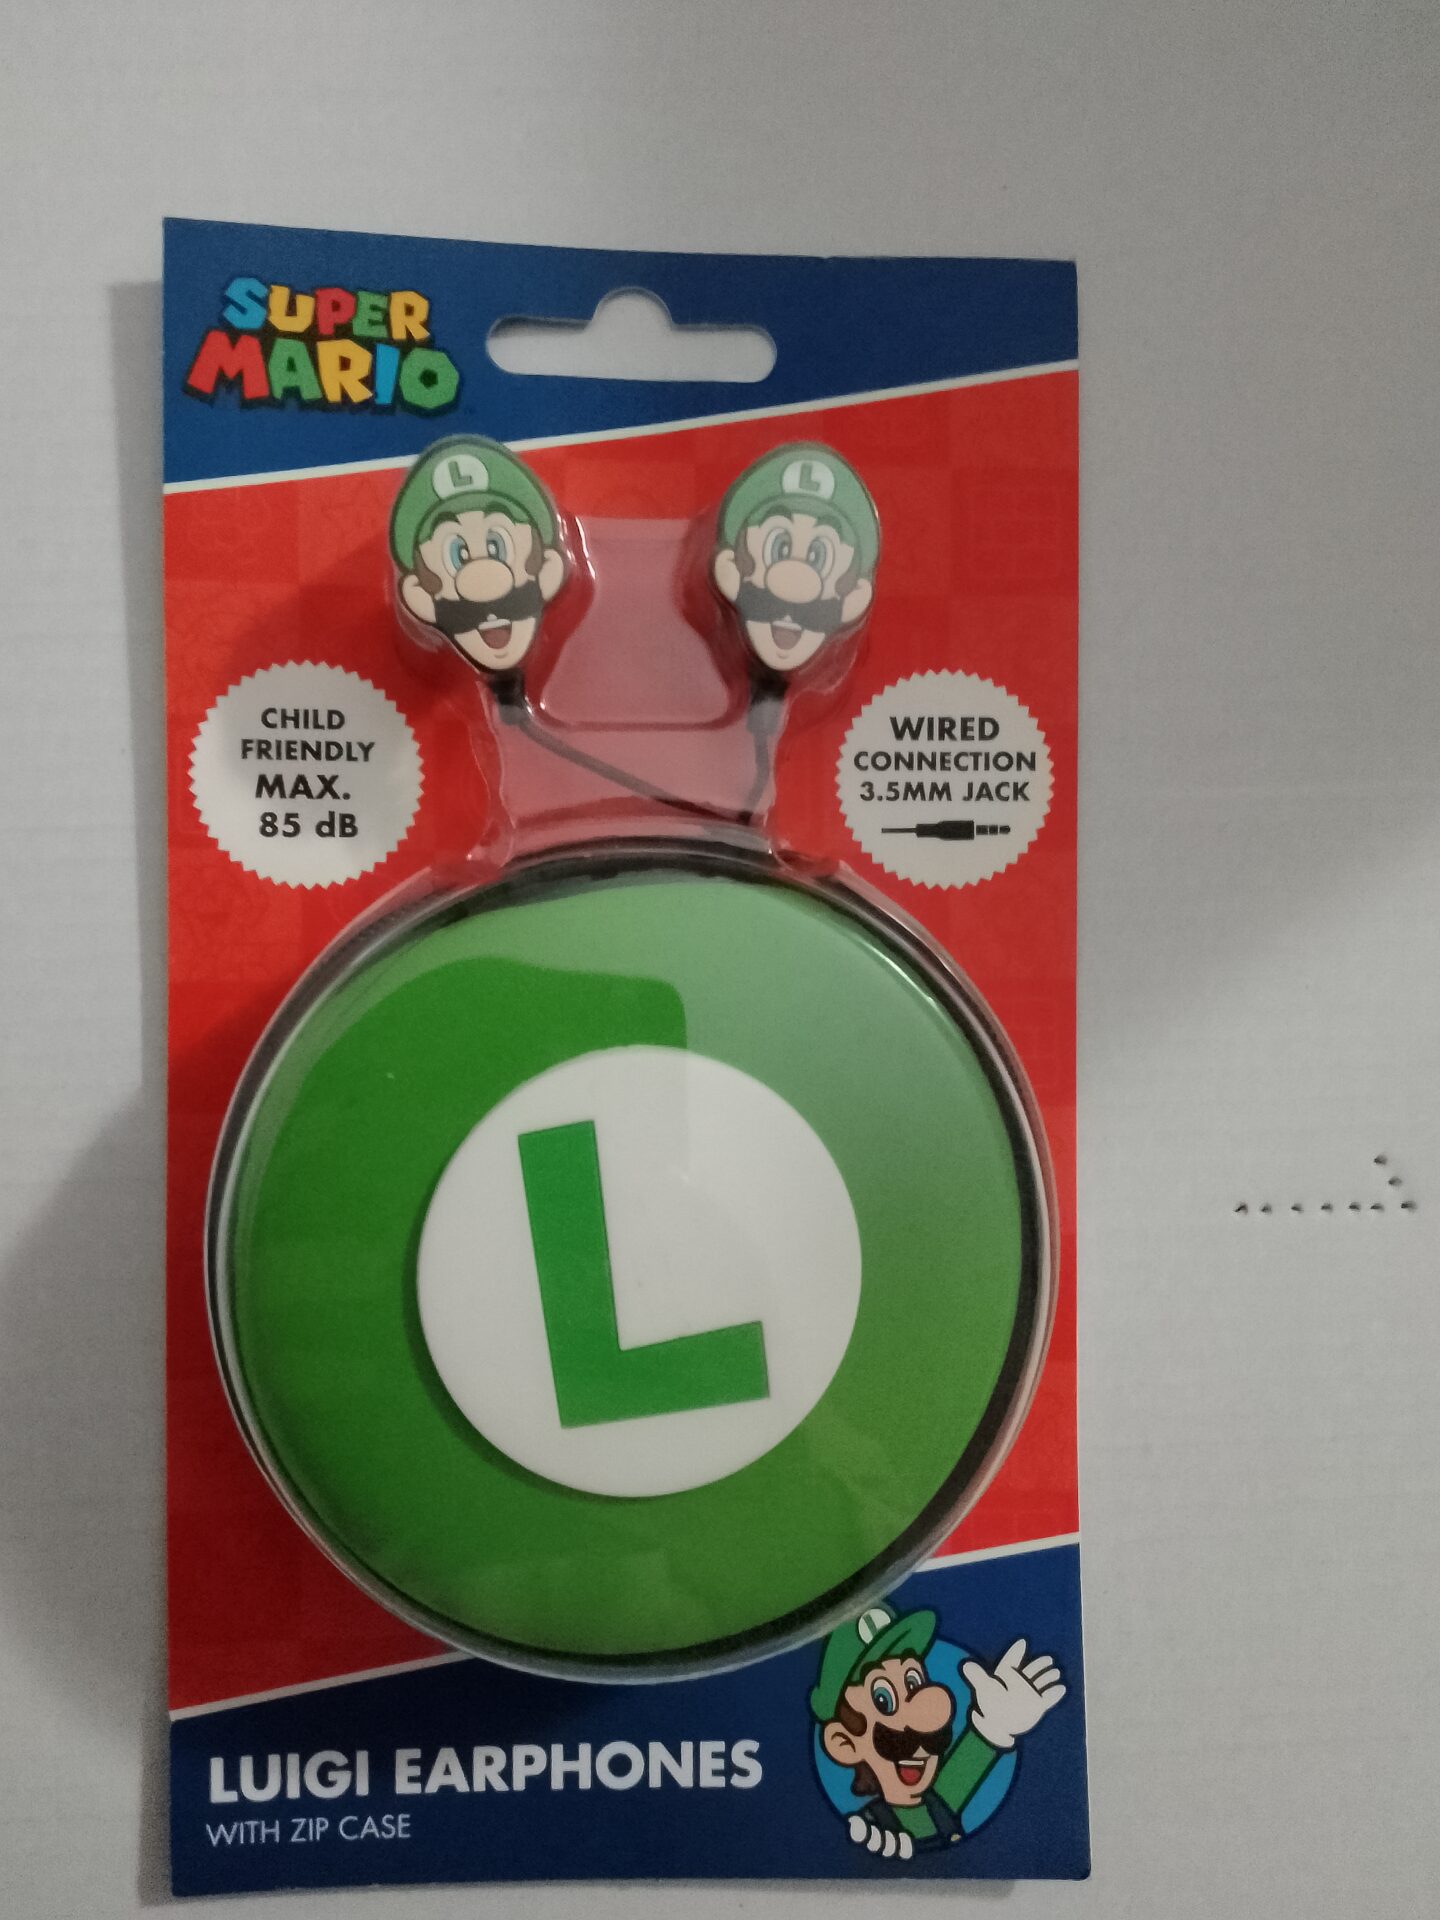 SUPER
MARIO
L
L
CHILD
FRIENDLY
MAX.
85 dB
WIRED
CONNECTION
3.5MM JACK
L
L
LUIGI EARPHONES
WITH ZIP CASE